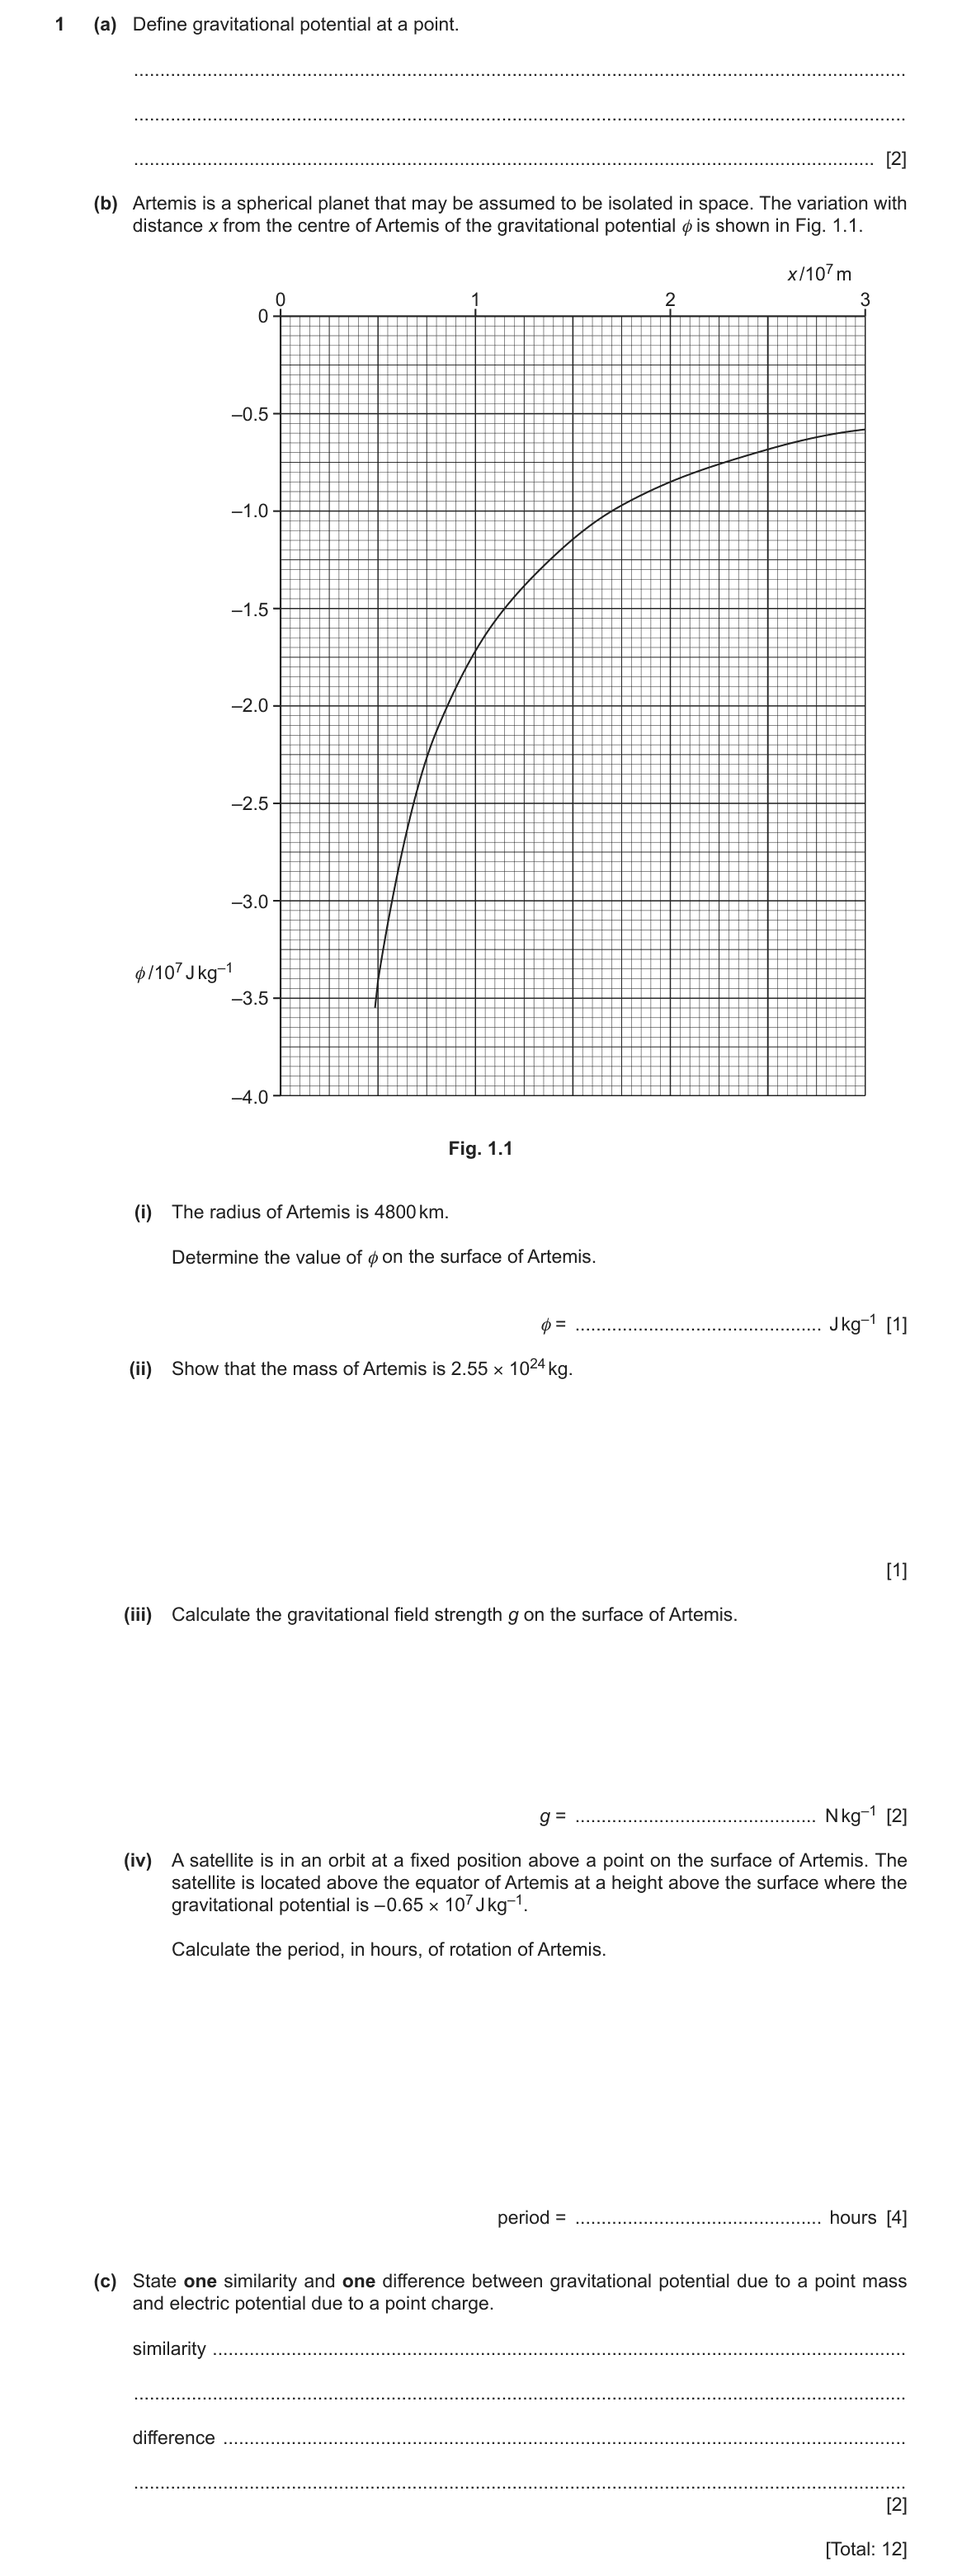 1 (a) Define gravitational potential at a point.
..........................................................................................................................................
..........................................................................................................................................
..................................................................................................................................... [2]
(b) Artemis is a spherical planet that may be assumed to be isolated in space. The variation with
distance x from the centre of Artemis of the gravitational potential ϕ is shown in Fig. 1.1.
x/10⁷ m
0 1 2 3
0
–0.5
–1.0
–1.5
–2.0
–2.5
–3.0
ϕ/10⁷ J kg⁻¹
–3.5
–4.0
Fig. 1.1
(i) The radius of Artemis is 4800 km.
Determine the value of ϕ on the surface of Artemis.
ϕ = ............................................... J kg⁻¹ [1]
(ii) Show that the mass of Artemis is 2.55 × 10²⁴ kg.
[1]
(iii) Calculate the gravitational field strength g on the surface of Artemis.
g = .............................................. N kg⁻¹ [2]
(iv) A satellite is in an orbit at a fixed position above a point on the surface of Artemis. The
satellite is located above the equator of Artemis at a height above the surface where the
gravitational potential is –0.65 × 10⁷ J kg⁻¹.
Calculate the period, in hours, of rotation of Artemis.
period = ............................................... hours [4]
(c) State one similarity and one difference between gravitational potential due to a point mass
and electric potential due to a point charge.
similarity ............................................................................................................................
..........................................................................................................................................
difference ..........................................................................................................................
..........................................................................................................................................
[2]
[Total: 12]